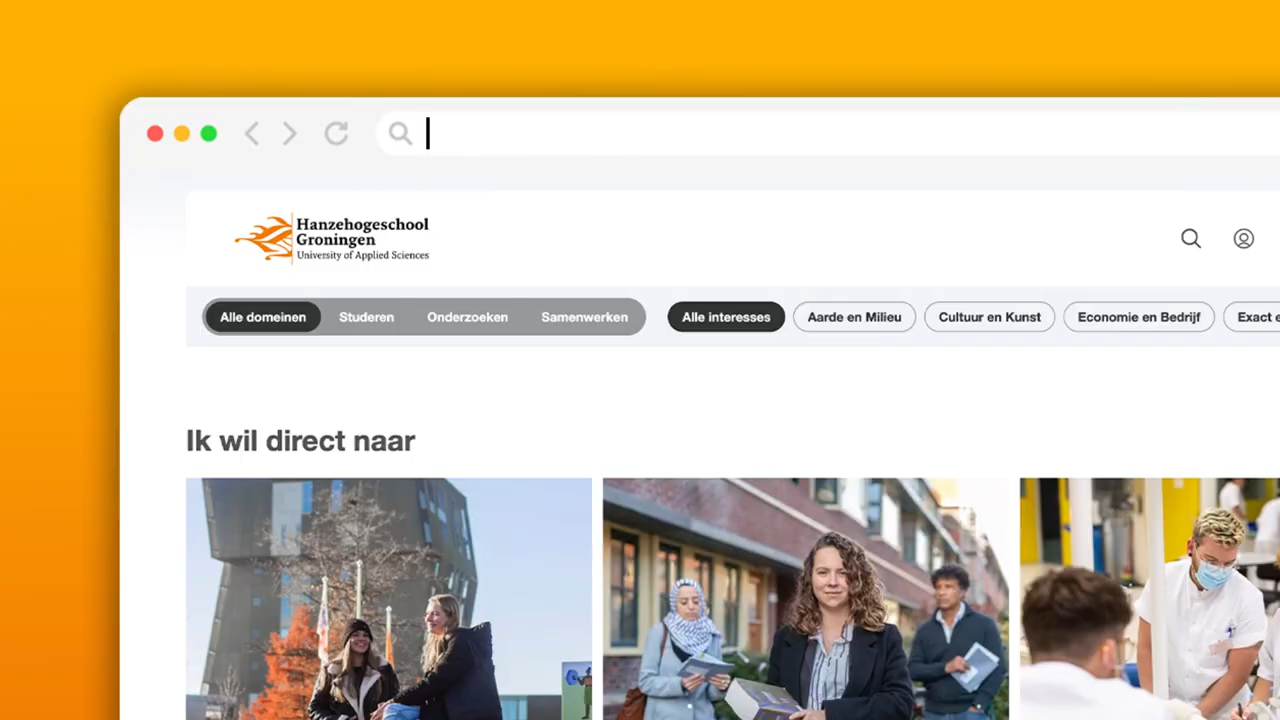 Hanzehogeschool
Groningen
University of Applied Sciences
Alle domeinen Studeren Onderzoeken Samenwerken Alle interesses Aarde en Milieu Cultuur en Kunst Economie en Bedrijf Exact e
Ik wil direct naar